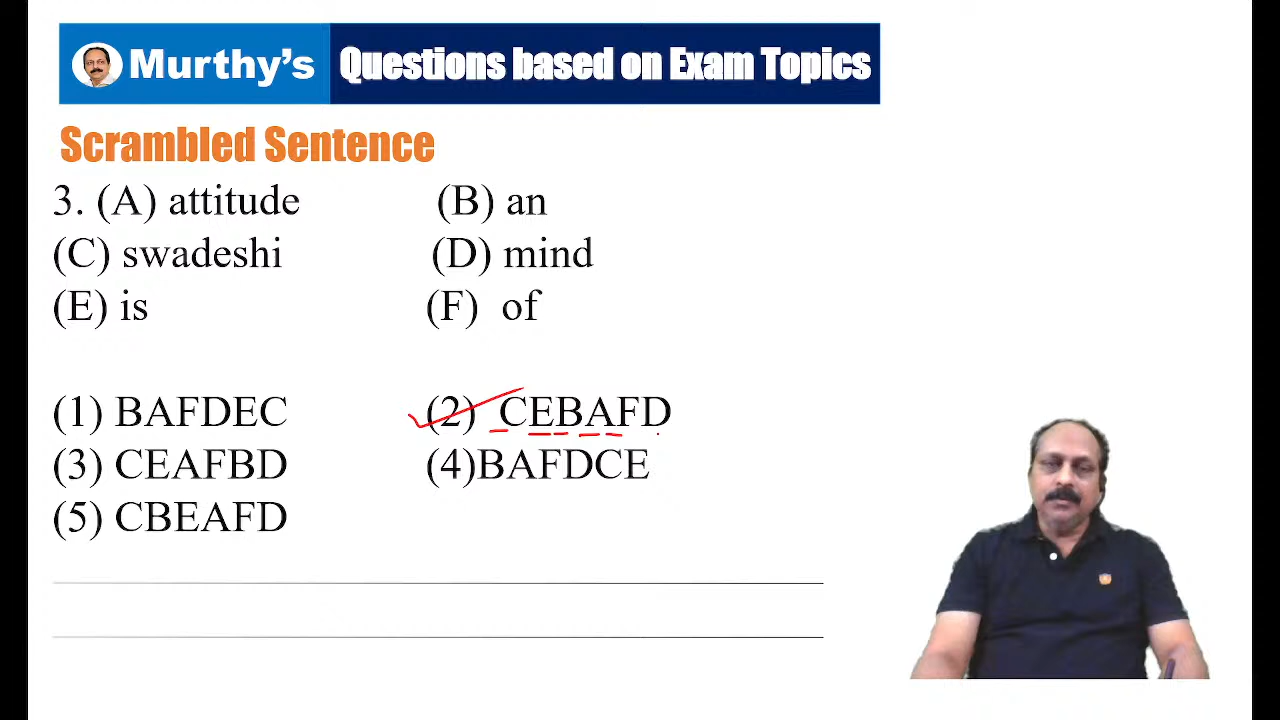 Murthy's Questions based on Exam Topics
Scrambled Sentence
3. (A) attitude (B) an
(C) swadeshi (D) mind
(E) is (F) of
(1) BAFDEC (2) CEBAFD
(3) CEAFBD (4)BAFDCE
(5) CBEAFD